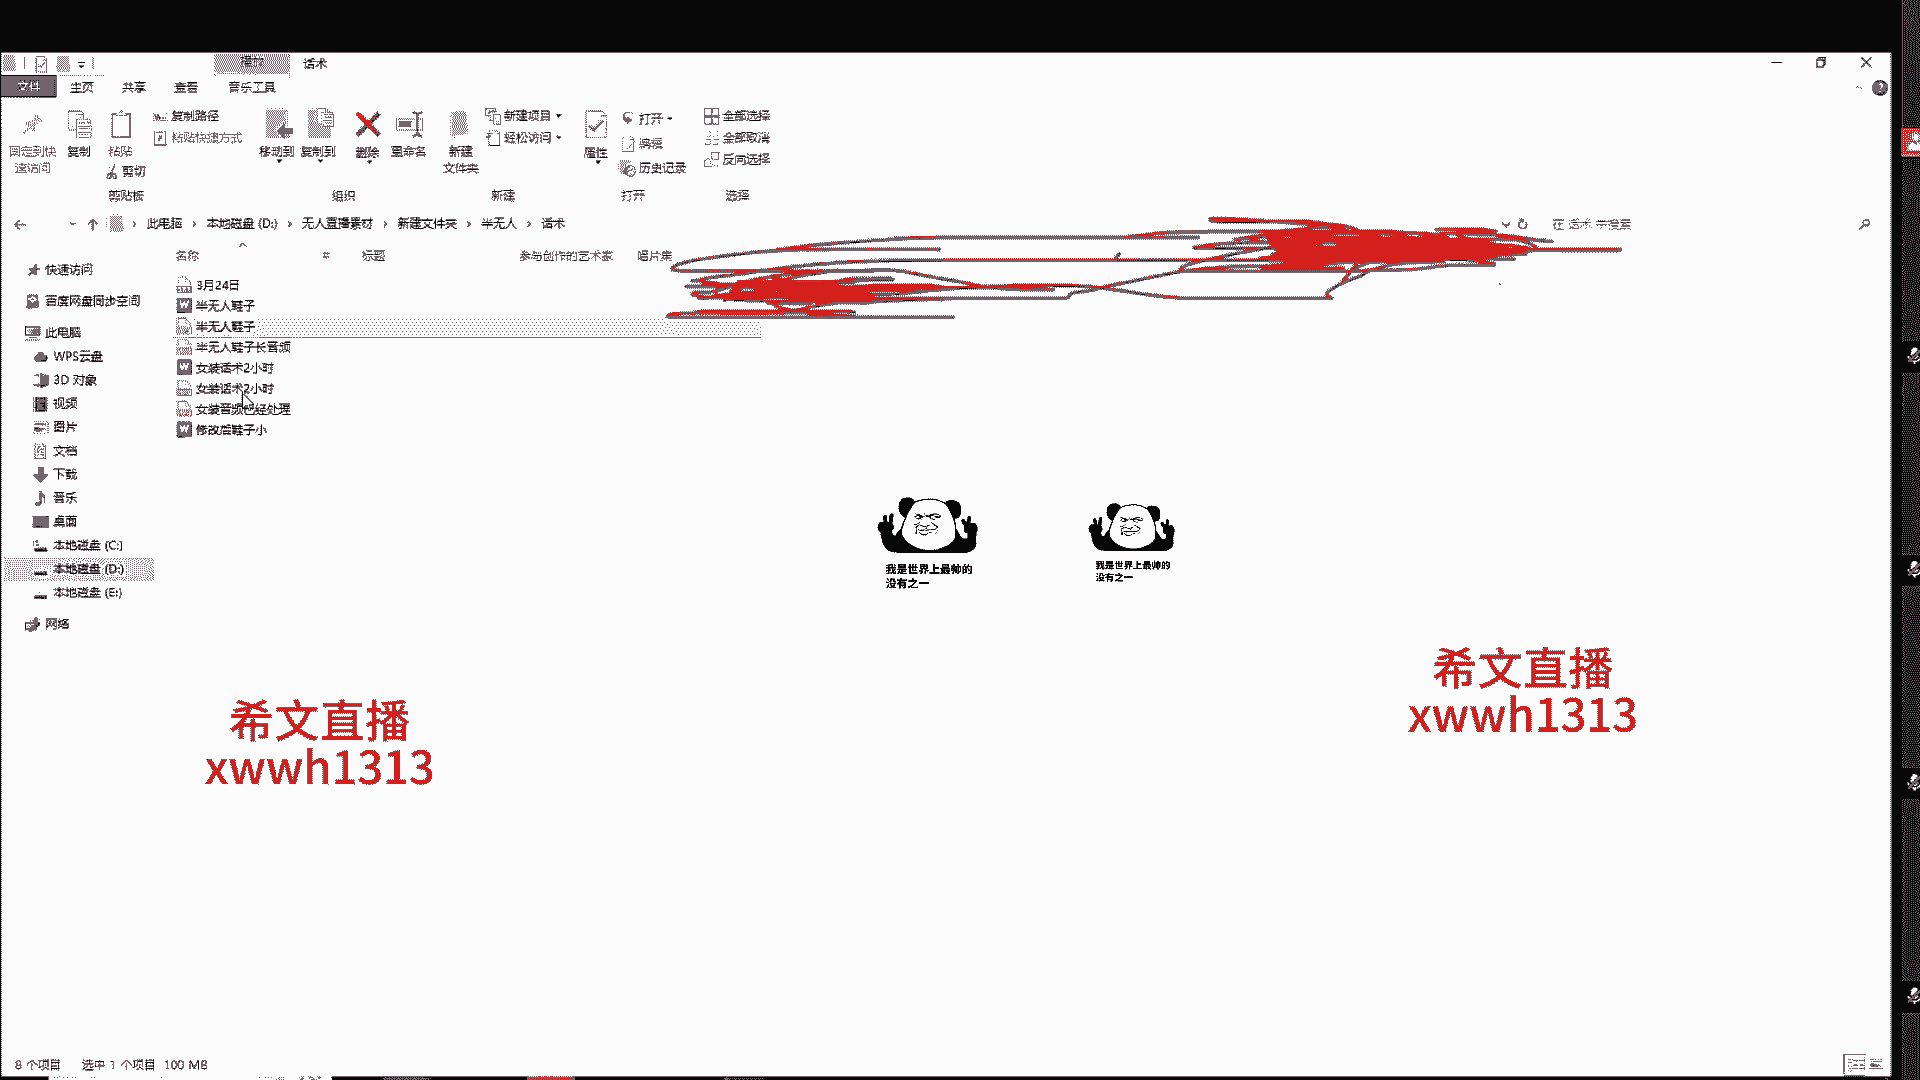 播放
话术
文件
主页
共享
查看
音乐工具
固定到快速访问
复制
粘贴
复制路径
粘贴快捷方式
剪切
移动到
复制到
删除
重命名
新建
文件夹
新建项目
轻松访问
属性
打开
编辑
历史记录
全部选择
全部取消
反向选择
剪贴板
组织
新建
打开
选择
此电脑 › 本地磁盘 (D:) › 无人直播素材 › 新建文件夹 › 半无人 › 话术
名称
#
标题
参与创作的艺术家
唱片集
快速访问
百度网盘同步空间
此电脑
WPS云盘
3D 对象
视频
图片
文档
下载
音乐
桌面
本地磁盘 (C:)
本地磁盘 (D:)
本地磁盘 (E:)
网络
3月24日
半无人鞋子
半无人鞋子
半无人鞋子长音频
女装话术2小时
女装话术2小时
女装音频已经处理
修改后鞋子小
我是世界上最帅的
没有之一
我是世界上最帅的
没有之一
希文直播
xwwh1313
希文直播
xwwh1313
8 个项目
选中 1 个项目 100 MB